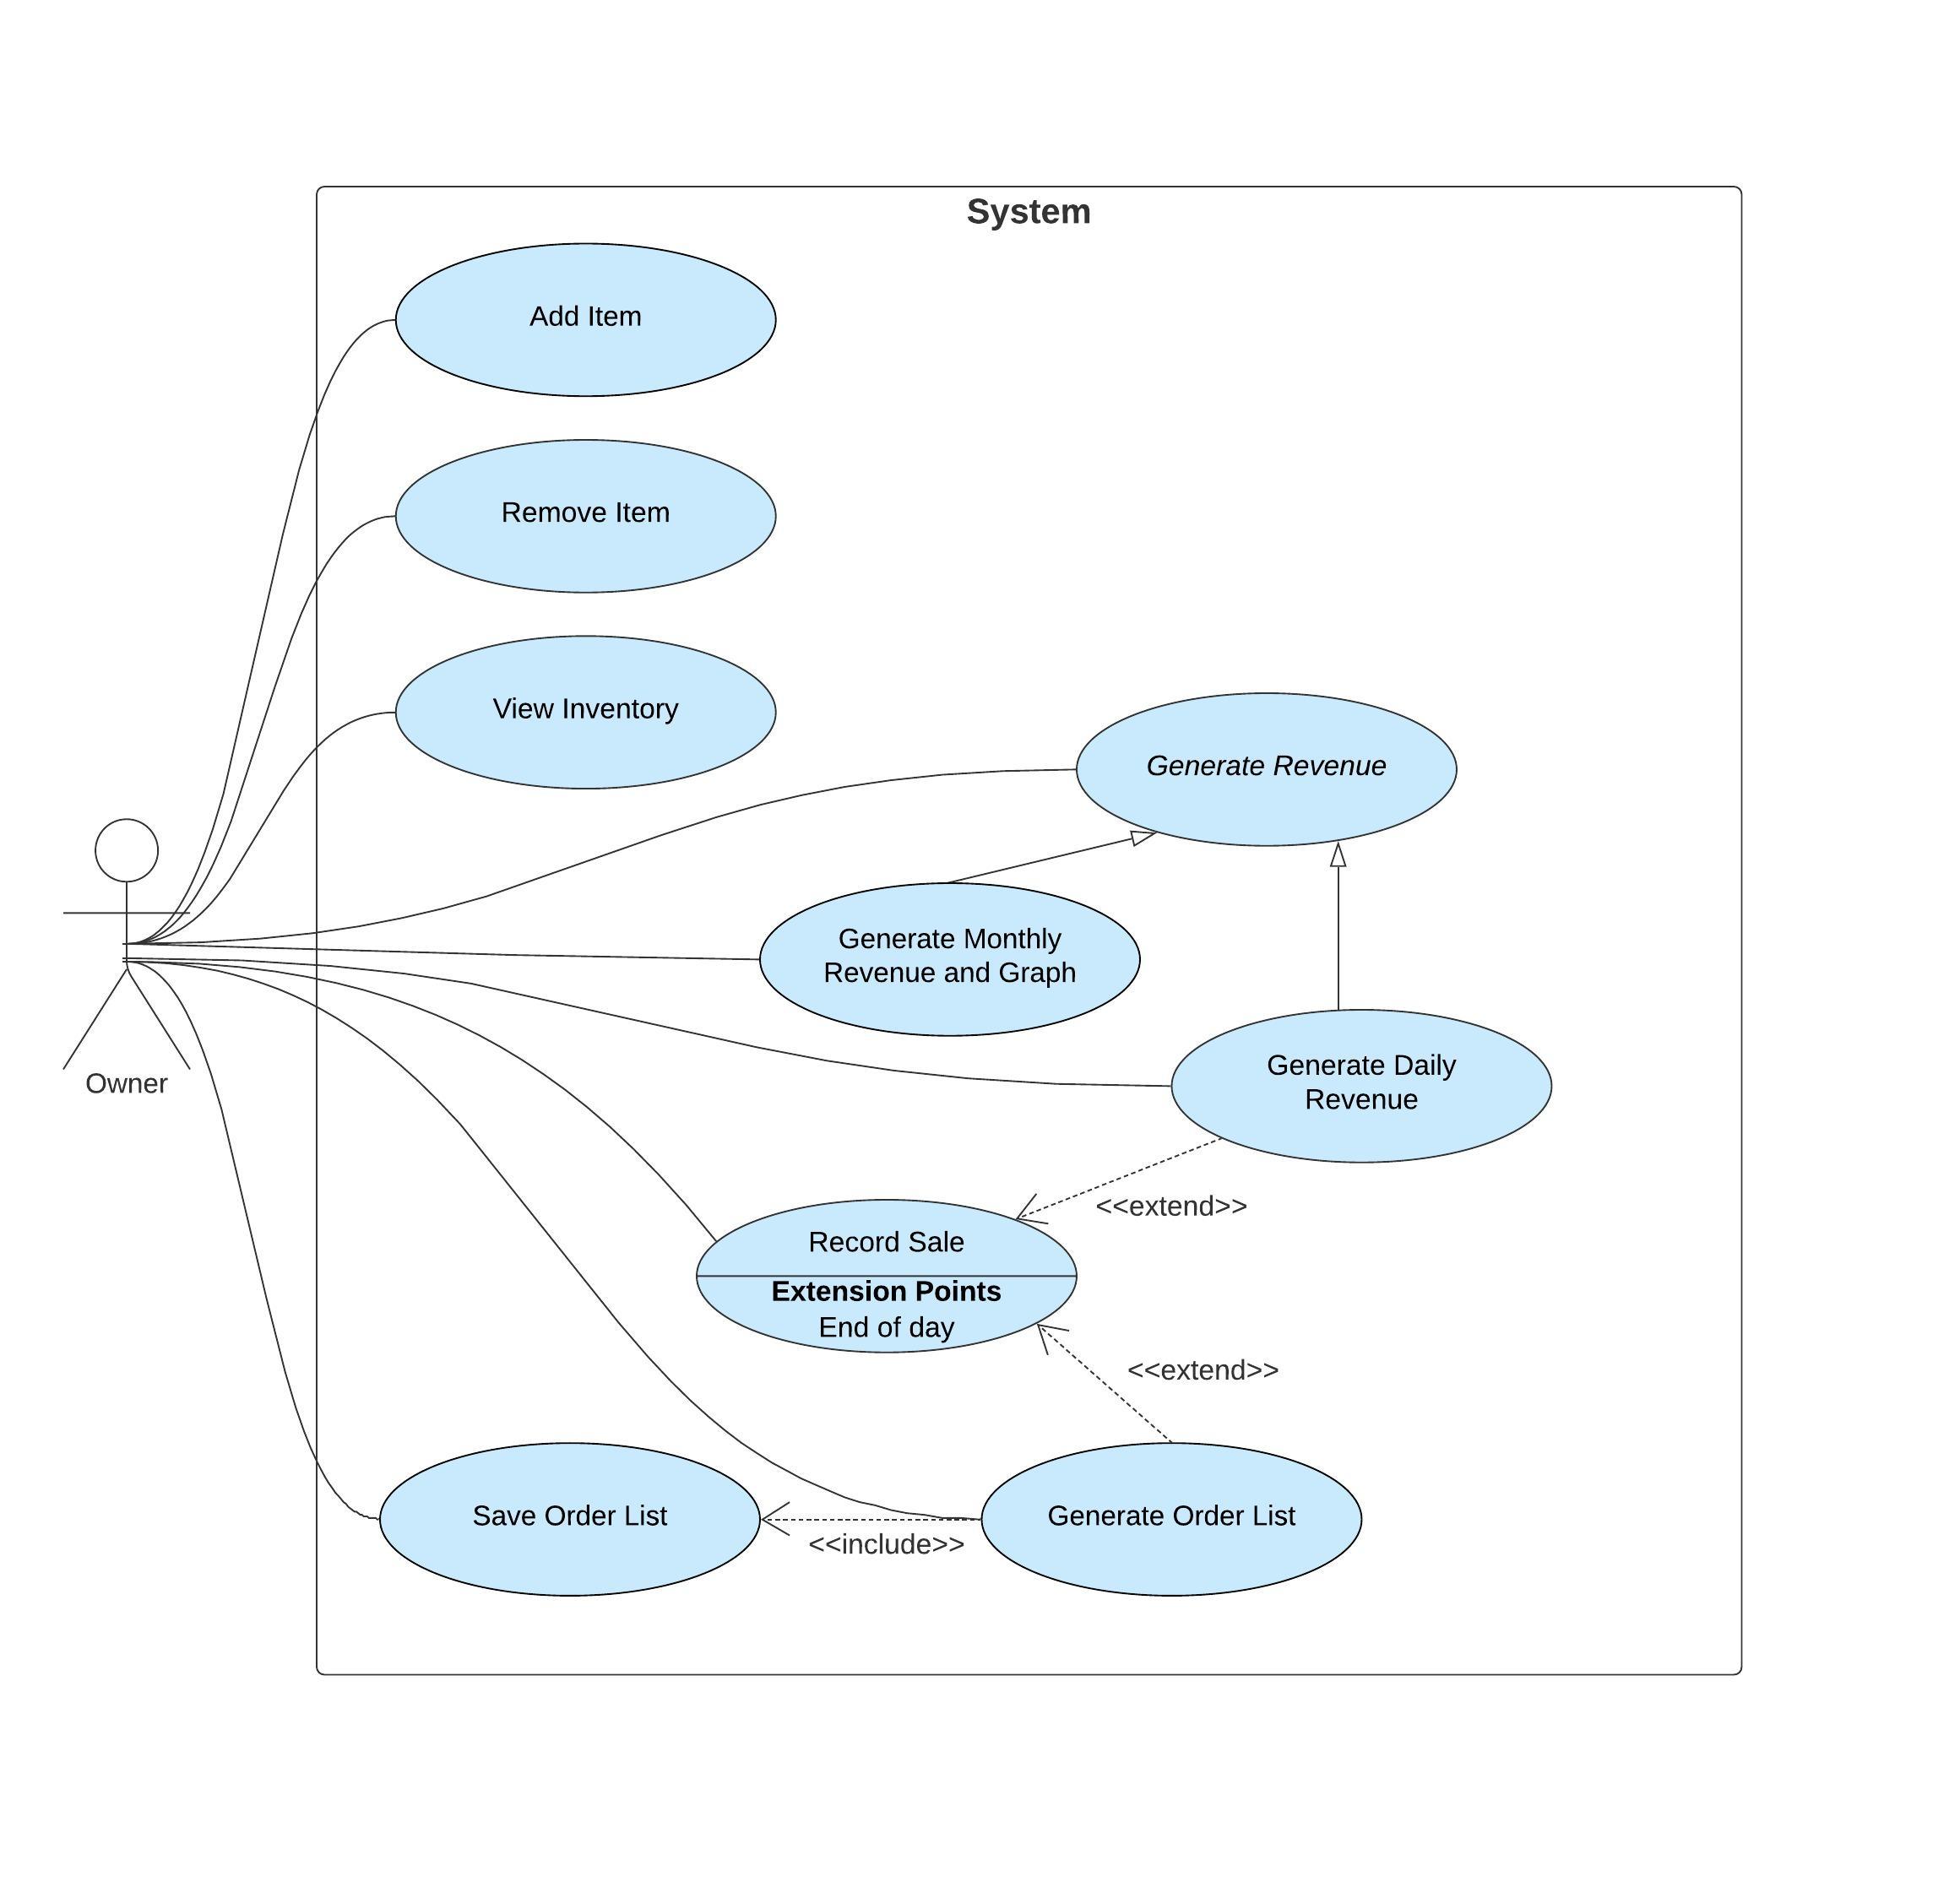 System
Add Item
Remove Item
View Inventory
Generate Revenue
Generate Monthly
Revenue and Graph
Generate Daily
Revenue
Owner
<<extend>>
Record Sale
Extension Points
End of day
<<extend>>
Save Order List
<<include>>
Generate Order List